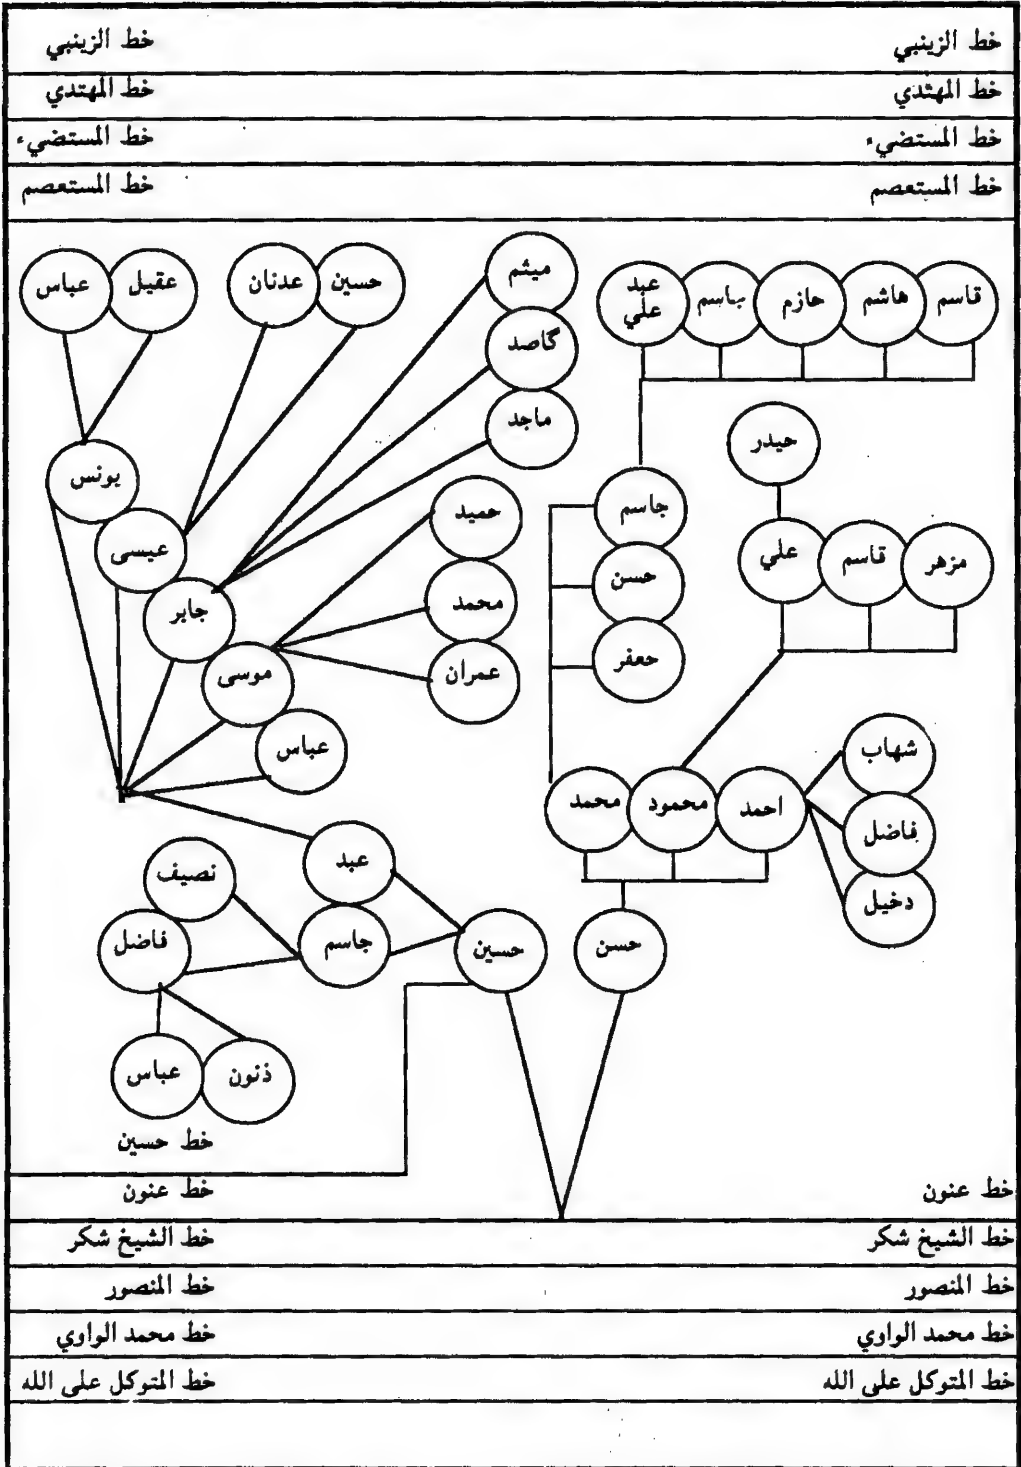 خط الزينبي خط الزينبي
خط المهتدي خط المهتدي
خط المستضيء خط المستضيء
خط المستعصم خط المستعصم
قاسم هاشم حازم جاسم عبد علي
ميثم
حسين عدنان
عقيل عباس
گاصد
ماجد
حيدر
يونس
جاسم
حميد
عيسى
مزهر قاسم علي
حسن
محمد
جابر
جعفر
عمران
موسى
عباس
شهاب
احمد محمود محمد
فاضل
دخيل
عبد
نصيف
حسن
حسين
جاسم
فاضل
ذنون عباس
خط حسين
خط عنون خط عنون
خط الشيخ شكر خط الشيخ شكر
خط المنصور خط المنصور
خط محمد الواوي خط محمد الواوي
خط المتوكل على الله خط المتوكل على الله